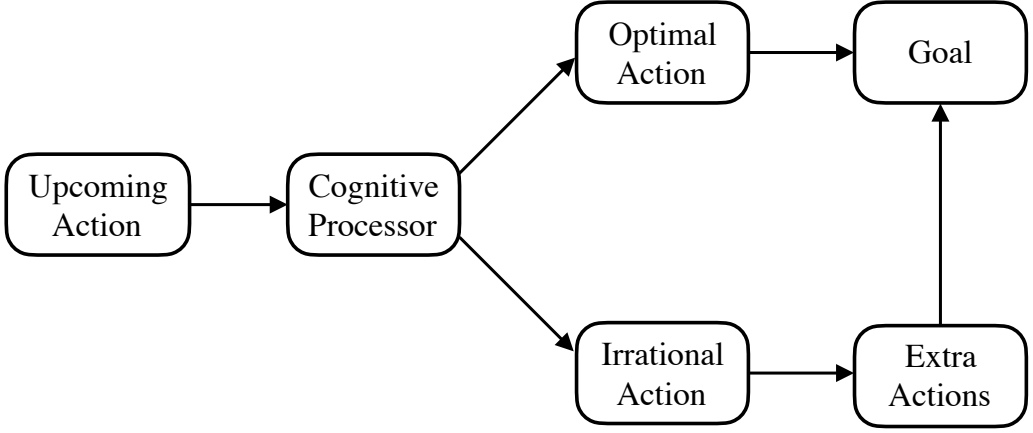 Optimal
Action
Goal
Upcoming
Action
Cognitive
Processor
Irrational
Action
Extra
Actions